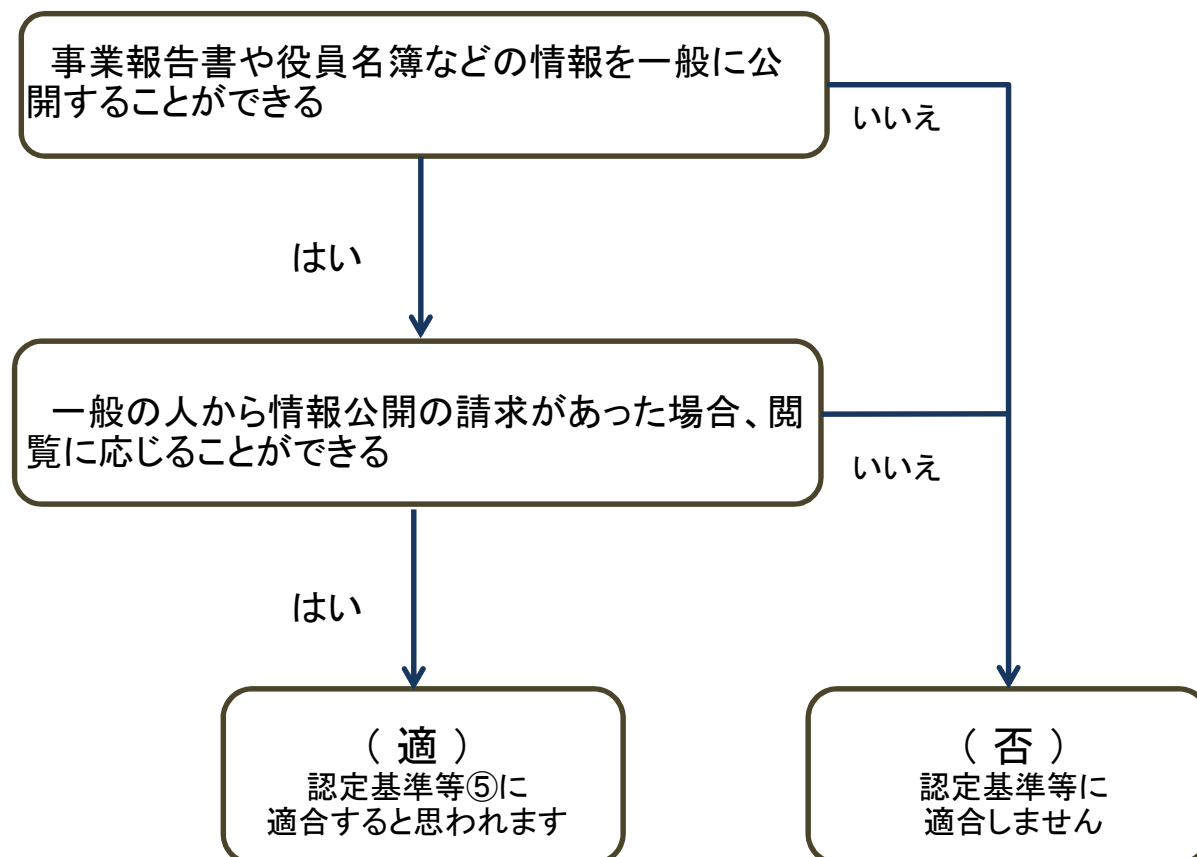 事業報告書や役員名簿などの情報を一般に公
開することができる
いいえ
はい
一般の人から情報公開の請求があった場合、閲
覧に応じることができる
いいえ
はい
（ 適 ）
認定基準等⑤に
適合すると思われます
（ 否 ）
認定基準等に
適合しません